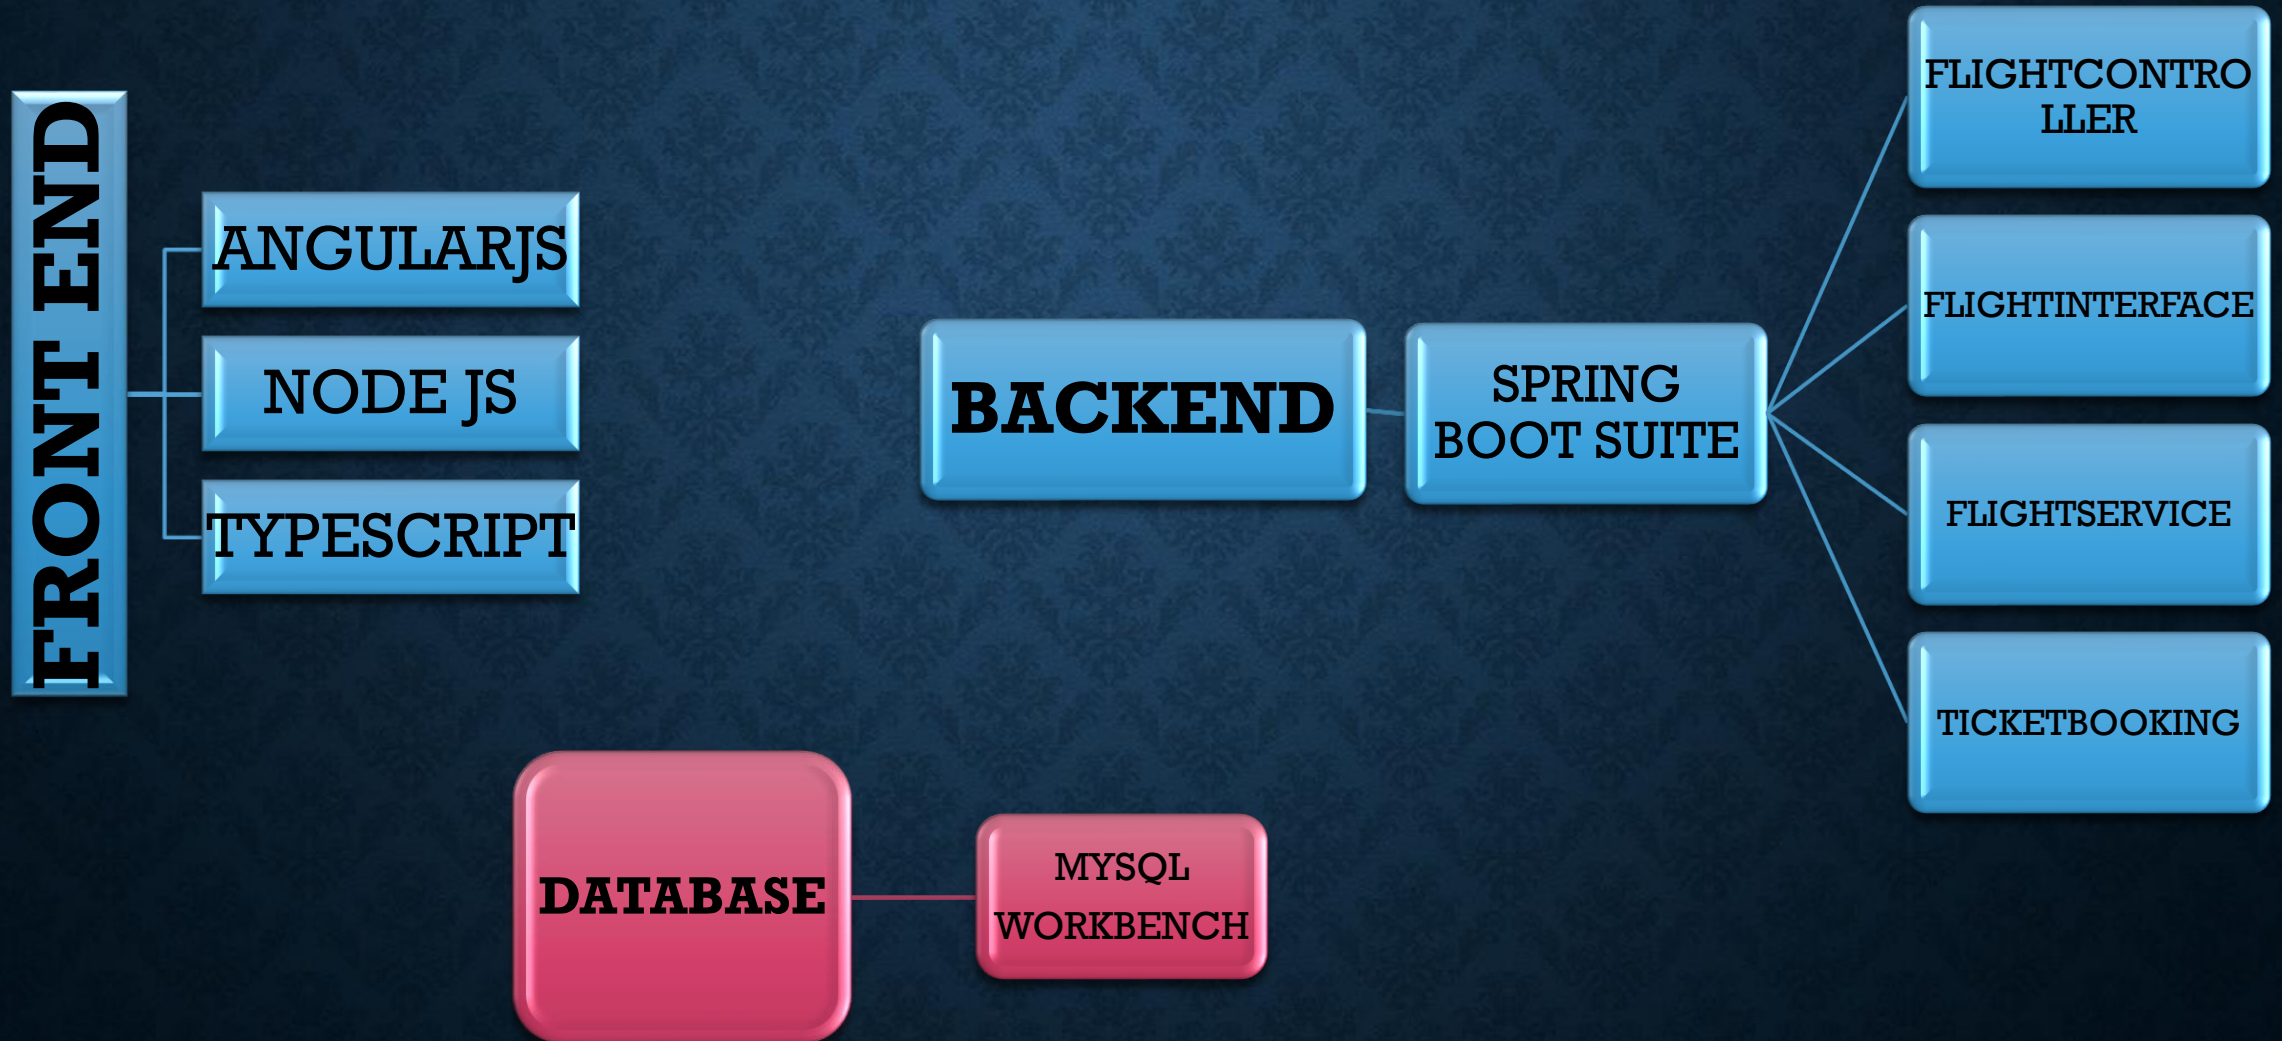 FRONT END
ANGULARJS
NODE JS
TYPESCRIPT
BACKEND
SPRING
BOOT SUITE
FLIGHTCONTRO
LLER
FLIGHTINTERFACE
FLIGHTSERVICE
TICKETBOOKING
DATABASE
MYSQL
WORKBENCH